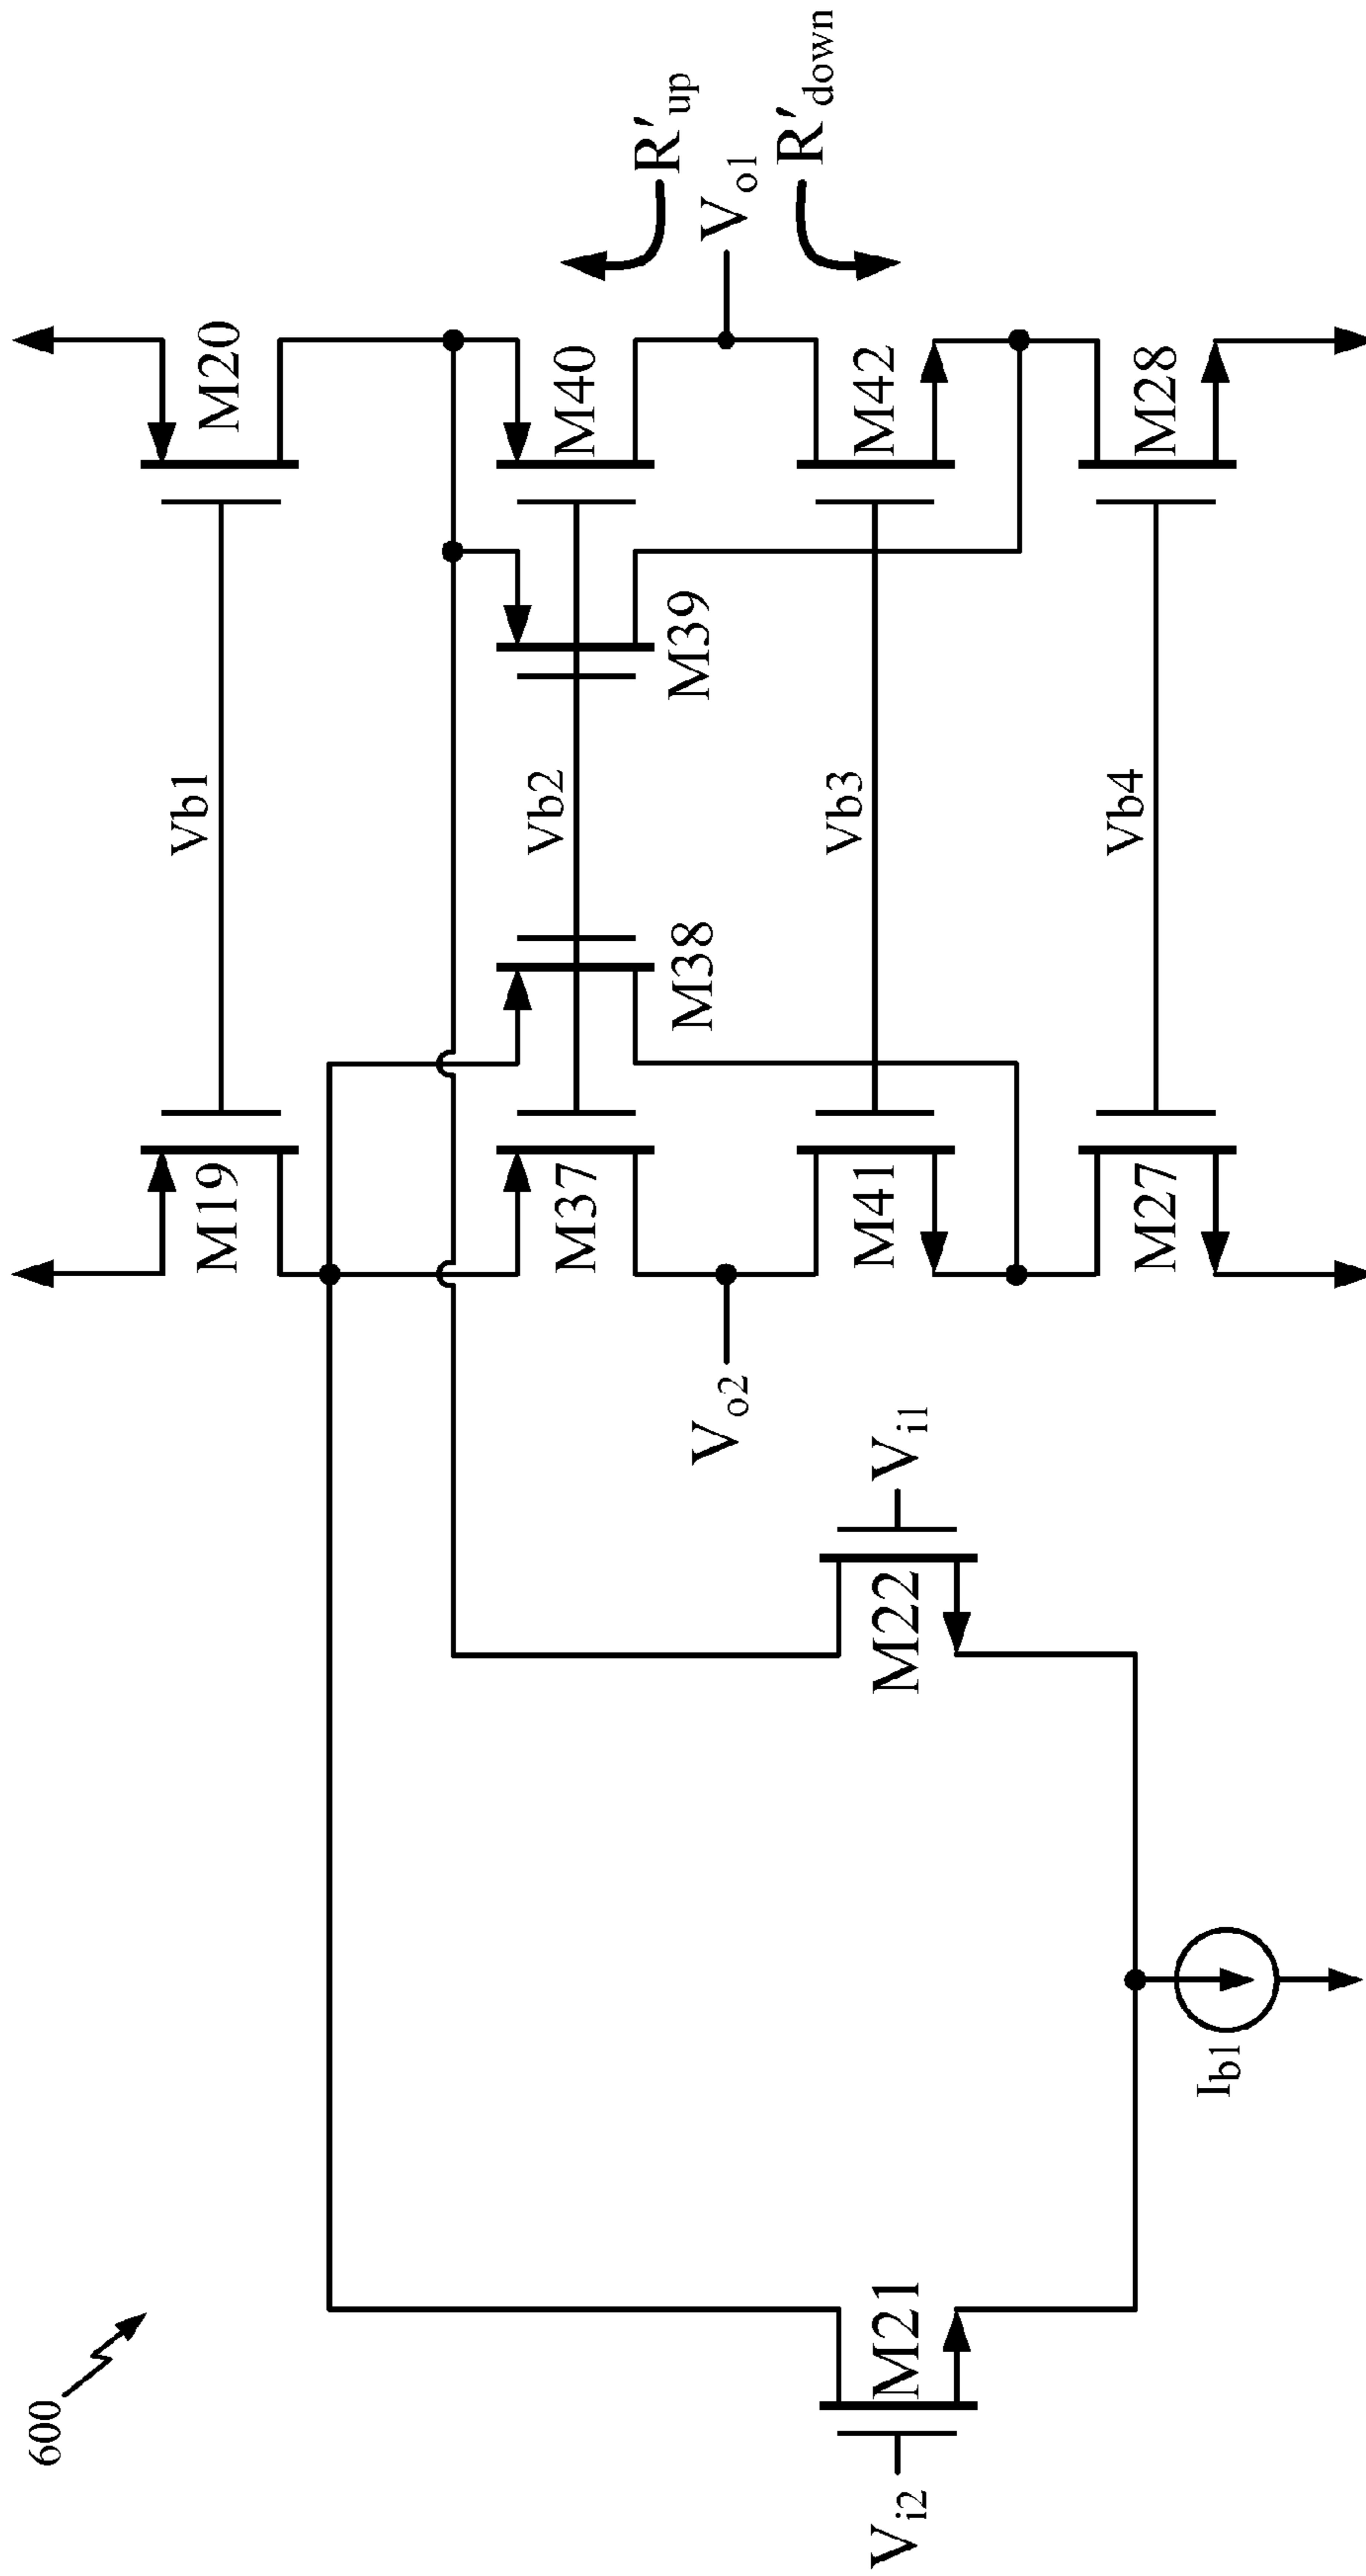 600
Vb1
M19
M20
Vb2
M37
M38
M39
M40
R'up
Vo2
Vo1
R'down
Vb3
M41
M42
Vi2
M21
M22
Vi1
Vb4
M27
M28
Ib1